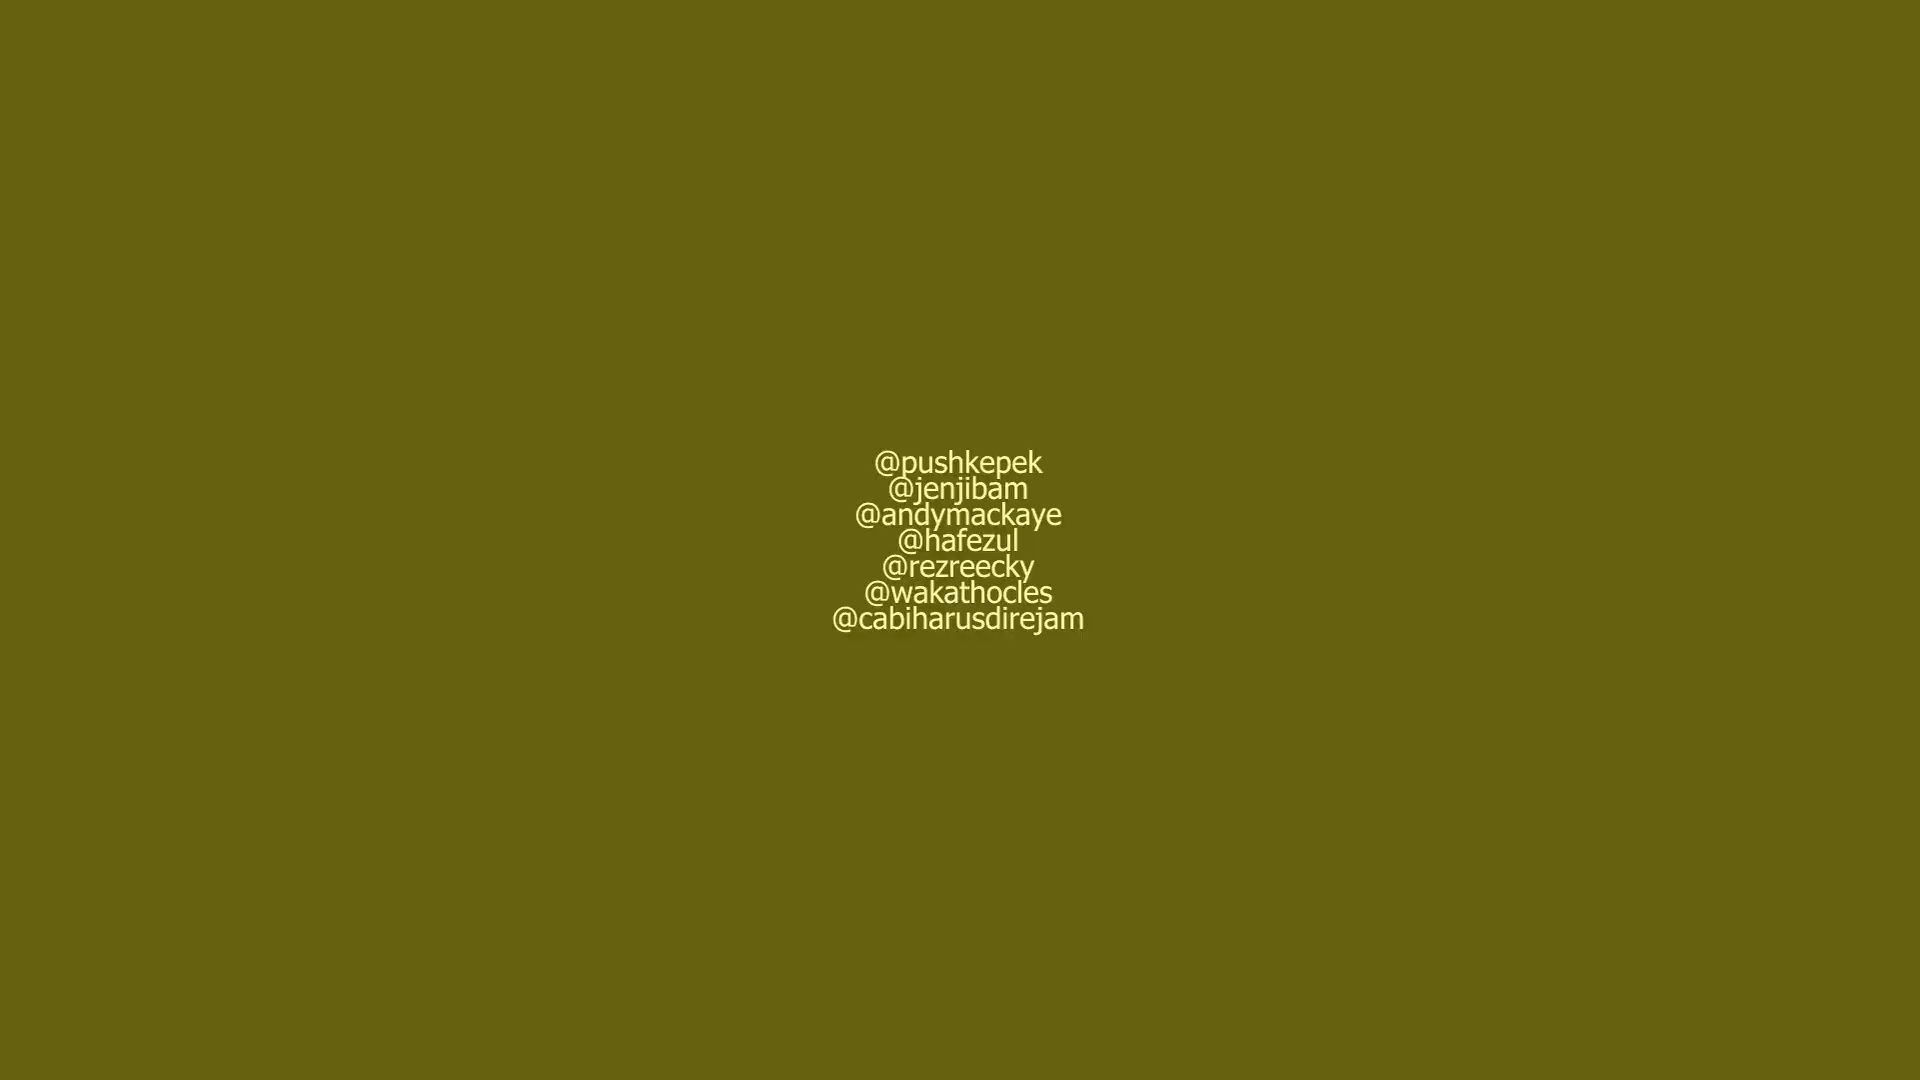 @pushkepek
@jenjibam
@andymackaye
@hafezul
@rezreecky
@wakathocles
@cabiharusdirejam